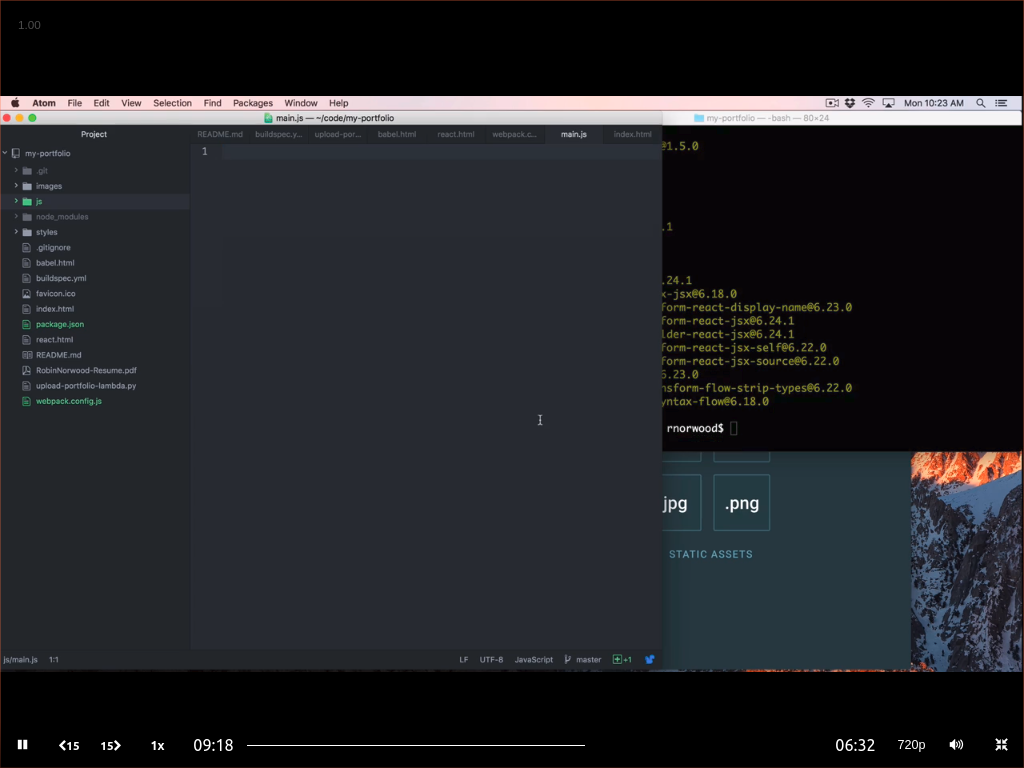 1.00
Atom File Edit View Selection Find Packages Window Help Mon 10:23 AM
main.js — ~/code/my-portfolio
my-portfolio — -bash — 80×24
Project
README.md buildspec.y... upload-por... babel.html react.html webpack.c... main.js index.html
my-portfolio
.git
images
js
node_modules
styles
.gitignore
babel.html
buildspec.yml
favicon.ico
index.html
package.json
react.html
README.md
RobinNorwood-Resume.pdf
upload-portfolio-lambda.py
webpack.config.js
1
@1.5.0
.1
.24.1
x-jsx@6.18.0
form-react-display-name@6.23.0
form-react-jsx@6.24.1
lder-react-jsx@6.24.1
form-react-jsx-self@6.22.0
form-react-jsx-source@6.22.0
6.23.0
nsform-flow-strip-types@6.22.0
yntax-flow@6.18.0
rnorwood$
jpg .png
STATIC ASSETS
js/main.js 1:1 LF UTF-8 JavaScript master +1
15 15 1x 09:18 06:32 720p